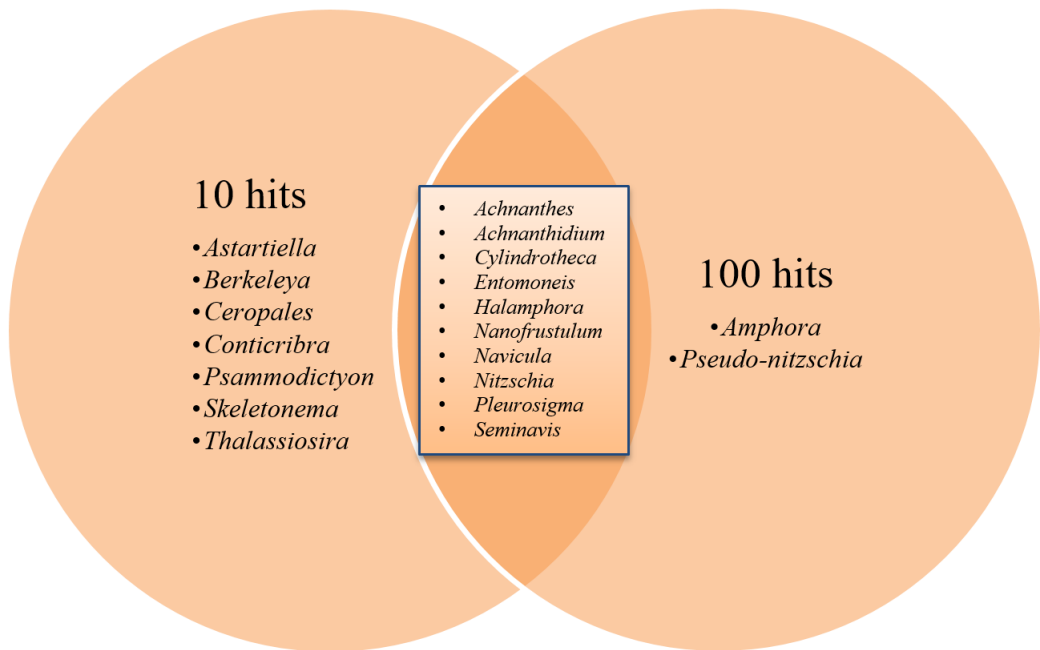 10 hits
•Astartiella
•Berkeleya
•Ceropales
•Conticribra
•Psammodictyon
•Skeletonema
•Thalassiosira
• Achnanthes
• Achnanthidium
• Cylindrotheca
• Entomoneis
• Halamphora
• Nanofrustulum
• Navicula
• Nitzschia
• Pleurosigma
• Seminavis
100 hits
•Amphora
•Pseudo-nitzschia